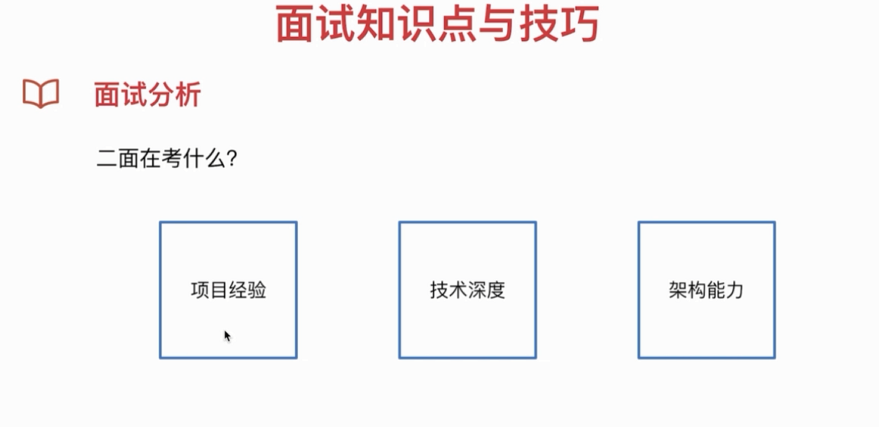 面试知识点与技巧
面试分析
二面在考什么?
项目经验
技术深度
架构能力